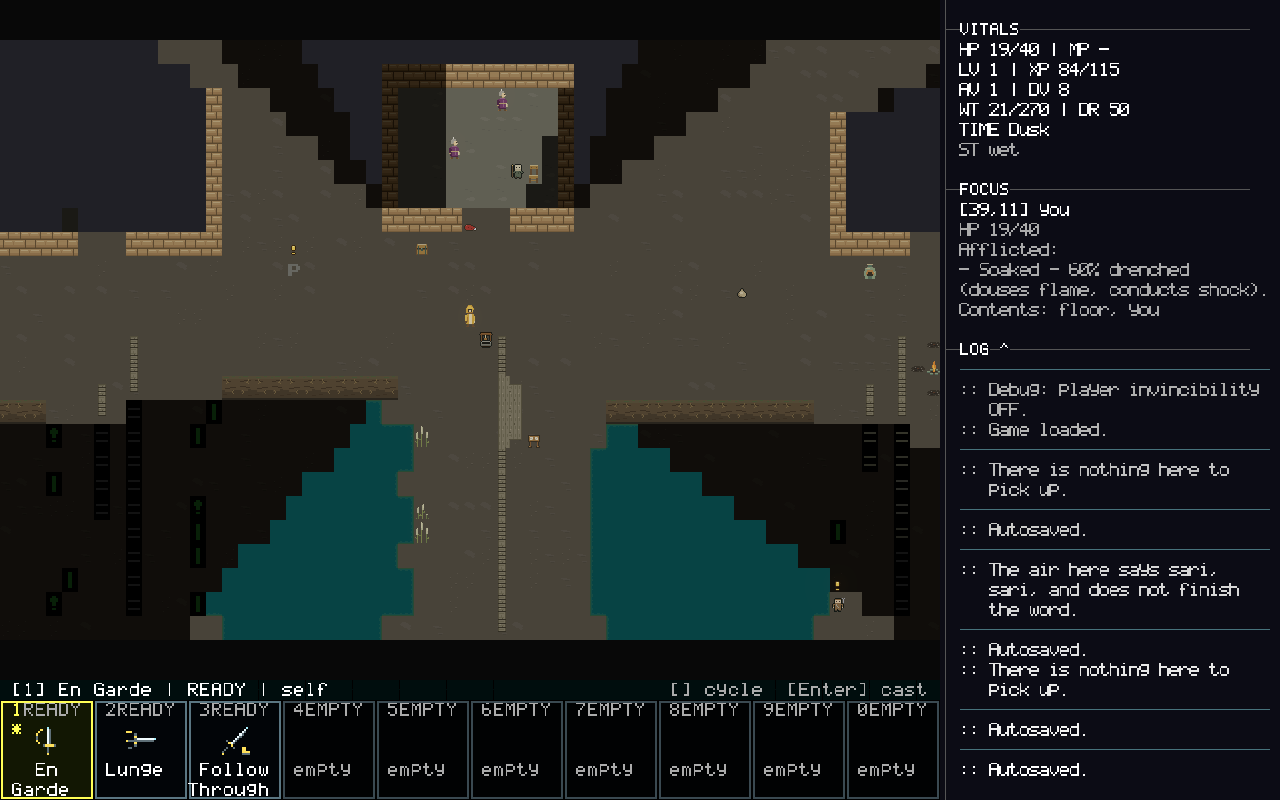 VITALS
HP 19/40 | MP -
LV 1 | XP 84/115
AV 1 | DV 8
WT 21/270 | DR 50
TIME Dusk
ST wet
FOCUS
[39,11] You
HP 19/40
Afflicted:
- Soaked - 60% drenched
(douses flame, conducts shock).
Contents: floor, You
LOG ^
:: Debug: Player invincibility
OFF.
:: Game loaded.
:: There is nothing here to
Pick up.
:: Autosaved.
:: The air here says sari,
sari, and does not finish
the word.
:: Autosaved.
:: There is nothing here to
Pick up.
:: Autosaved.
:: Autosaved.
P
[1] En Garde | READY | self
[] cycle [Enter] cast
1READY 2READY 3READY 4EMPTY 5EMPTY 6EMPTY 7EMPTY 8EMPTY 9EMPTY 0EMPTY
*
En Lunge Follow empty empty empty empty empty empty empty
Garde Through